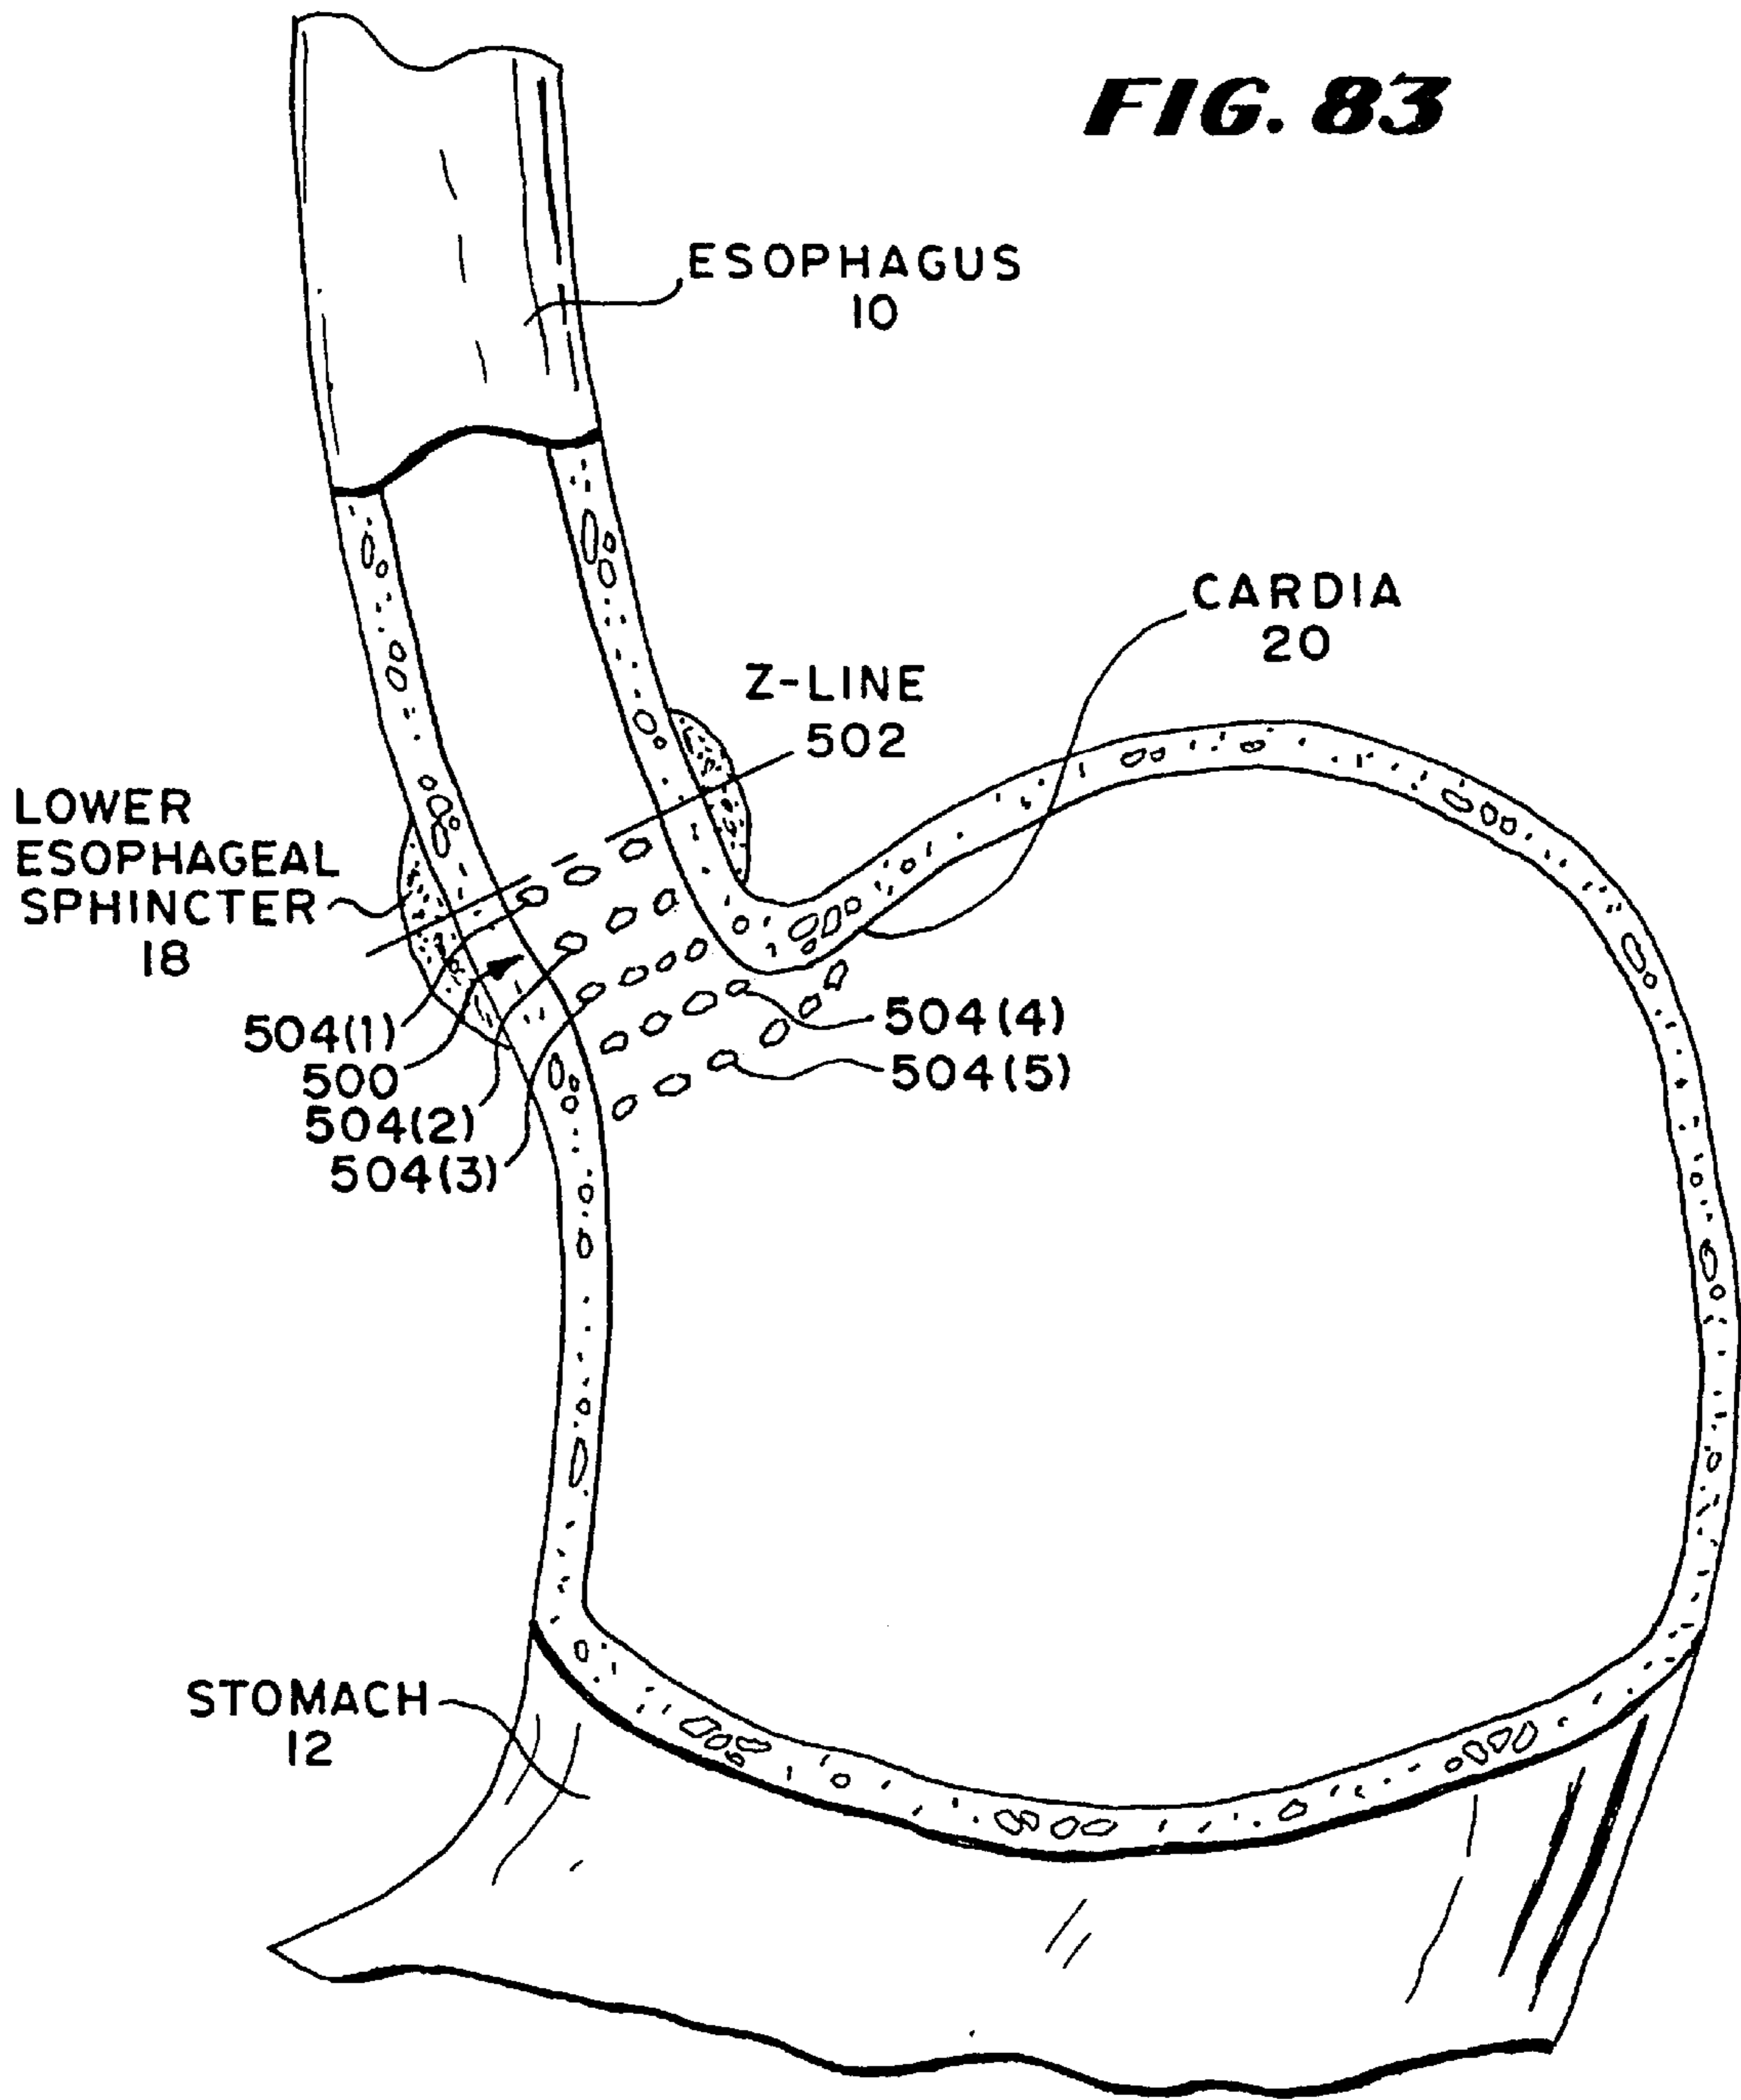 FIG. 83
ESOPHAGUS
10
CARDIA
20
Z-LINE
502
LOWER
ESOPHAGEAL
SPHINCTER
18
504(1)
500
504(2)
504(3)
504(4)
504(5)
STOMACH
12